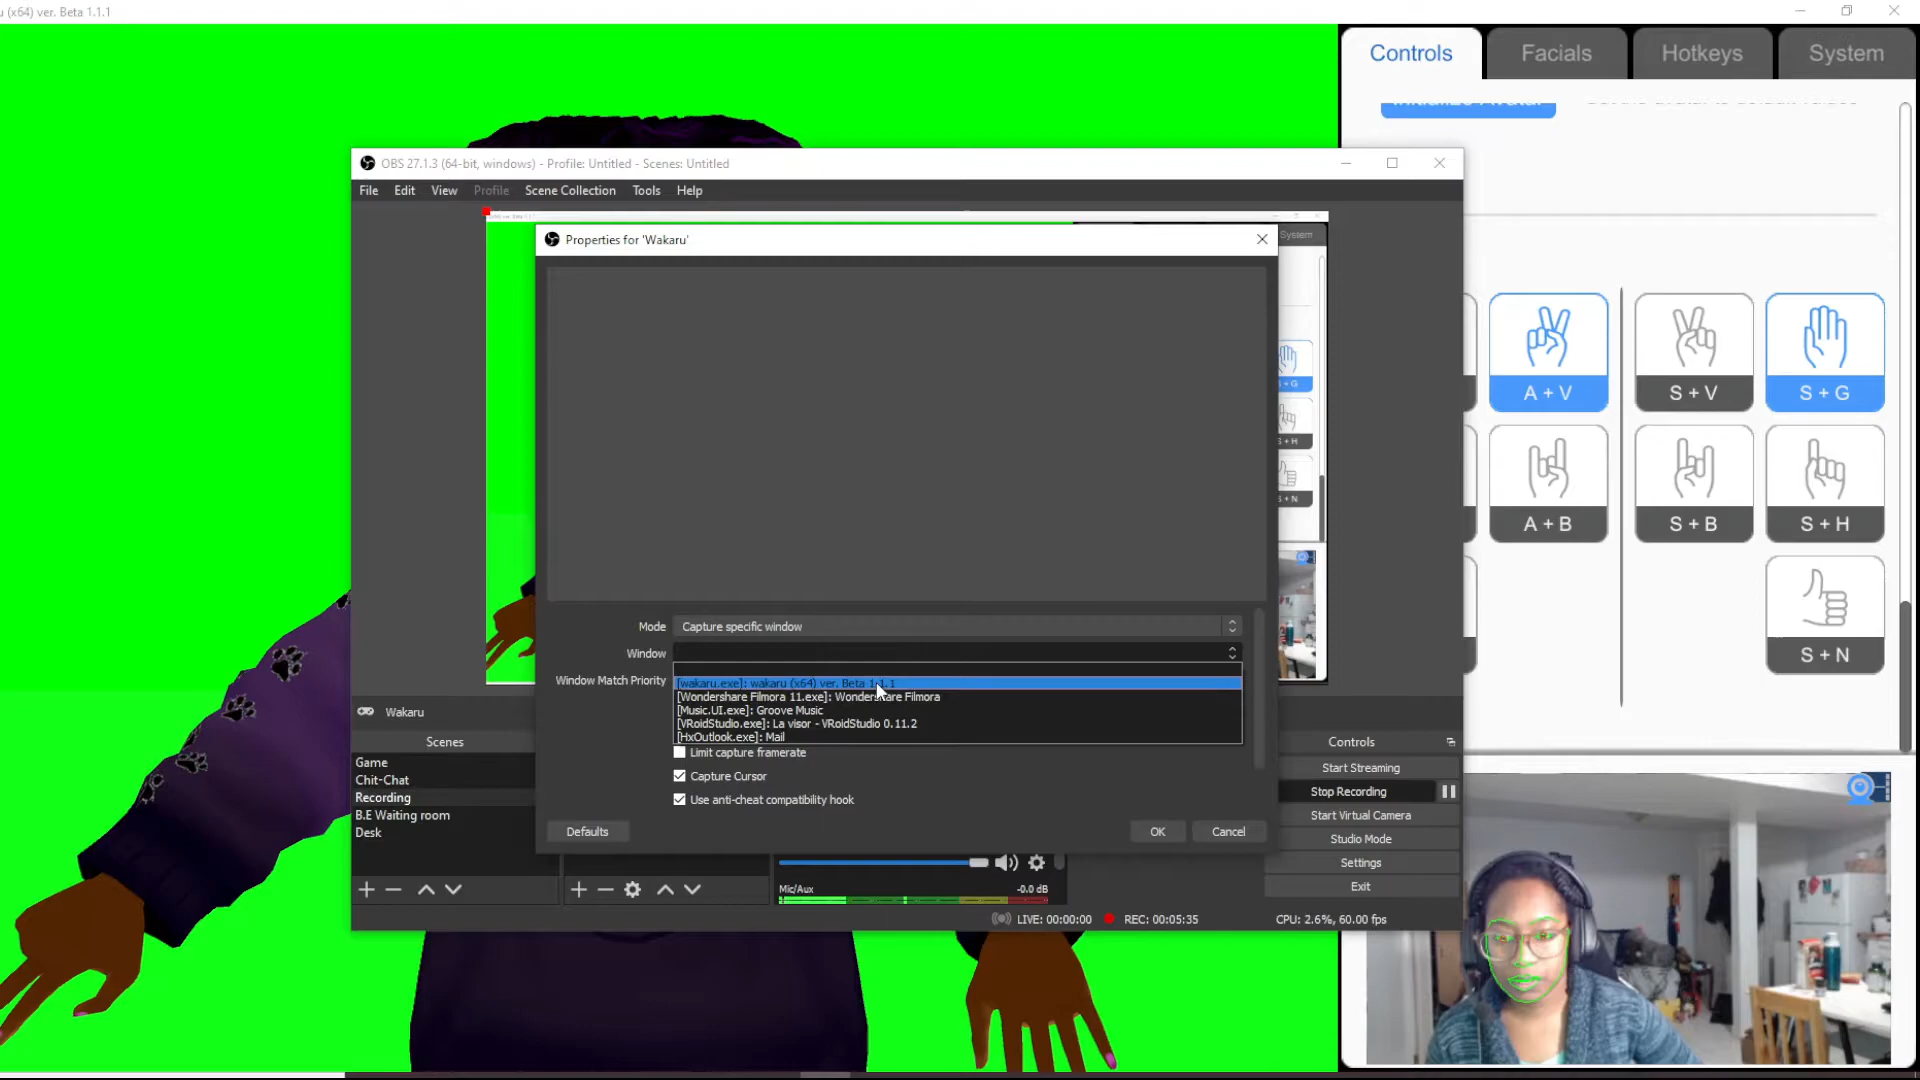 (x64) ver. Beta 1.1.1
Controls
Facials
Hotkeys
System
OBS 27.1.3 (64-bit, windows) - Profile: Untitled - Scenes: Untitled
File Edit View Profile Scene Collection Tools Help
Properties for 'Wakaru'
System
A + V
S + V
S + G
A + B
S + B
S + H
S + N
+ G
S + H
S + N
Mode Capture specific window
Window
Window Match Priority
[wakaru.exe]: wakaru (x64) ver. Beta 1.1.1
[Wondershare Filmora 11.exe]: Wondershare Filmora
[Music.UI.exe]: Groove Music
[VRoidStudio.exe]: La visor - VRoidStudio 0.11.2
[HxOutlook.exe]: Mail
Limit capture framerate
Capture Cursor
Use anti-cheat compatibility hook
Defaults
OK
Cancel
Wakaru
Scenes
Game
Chit-Chat
Recording
B.E Waiting room
Desk
Controls
Start Streaming
Stop Recording
Start Virtual Camera
Studio Mode
Settings
Exit
Mic/Aux
-0.0 dB
LIVE: 00:00:00
REC: 00:05:35
CPU: 2.6%, 60.00 fps